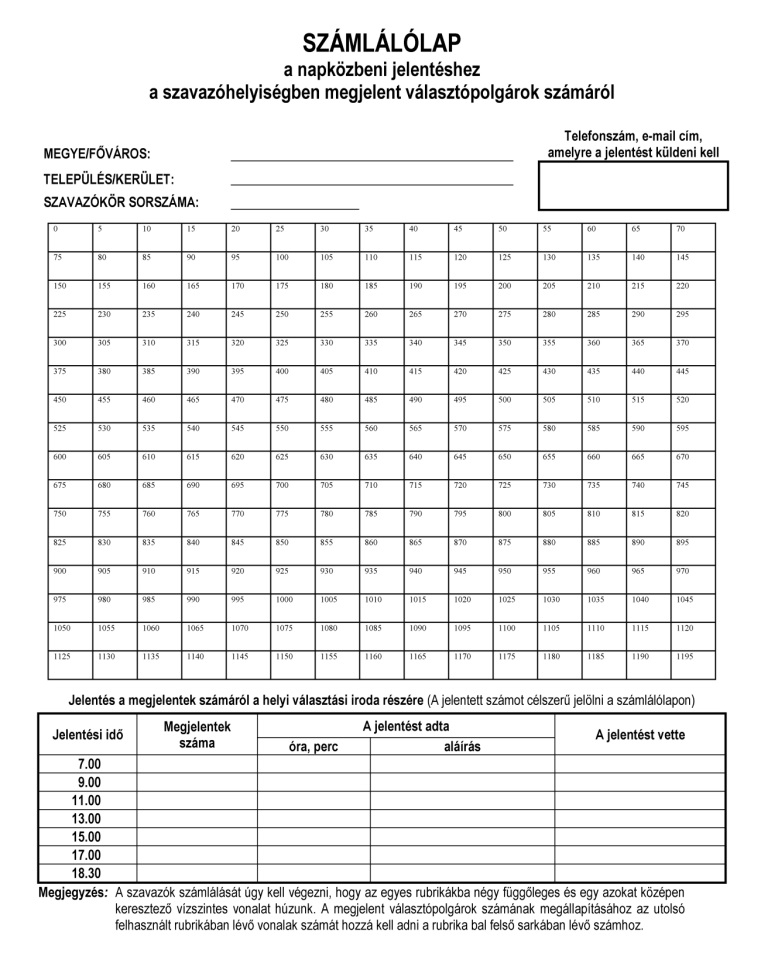 SZÁMLÁLÓLAP
a napközbeni jelentéshez
a szavazóhelyiségben megjelent választópolgárok számáról
Telefonszám, e-mail cím,
amelyre a jelentést küldeni kell
MEGYE/FŐVÁROS:
TELEPÜLÉS/KERÜLET:
SZAVAZÓKÖR SORSZÁMA:
0 5 10 15 20 25 30 35 40 45 50 55 60 65 70
75 80 85 90 95 100 105 110 115 120 125 130 135 140 145
150 155 160 165 170 175 180 185 190 195 200 205 210 215 220
225 230 235 240 245 250 255 260 265 270 275 280 285 290 295
300 305 310 315 320 325 330 335 340 345 350 355 360 365 370
375 380 385 390 395 400 405 410 415 420 425 430 435 440 445
450 455 460 465 470 475 480 485 490 495 500 505 510 515 520
525 530 535 540 545 550 555 560 565 570 575 580 585 590 595
600 605 610 615 620 625 630 635 640 645 650 655 660 665 670
675 680 685 690 695 700 705 710 715 720 725 730 735 740 745
750 755 760 765 770 775 780 785 790 795 800 805 810 815 820
825 830 835 840 845 850 855 860 865 870 875 880 885 890 895
900 905 910 915 920 925 930 935 940 945 950 955 960 965 970
975 980 985 990 995 1000 1005 1010 1015 1020 1025 1030 1035 1040 1045
1050 1055 1060 1065 1070 1075 1080 1085 1090 1095 1100 1105 1110 1115 1120
1125 1130 1135 1140 1145 1150 1155 1160 1165 1170 1175 1180 1185 1190 1195
Jelentés a megjelentek számáról a helyi választási iroda részére (A jelentett számot célszerű jelölni a számlálólapon)
Jelentési idő
Megjelentek
száma
A jelentést adta
óra, perc aláírás
A jelentést vette
7.00
9.00
11.00
13.00
15.00
17.00
18.30
Megjegyzés: A szavazók számlálását úgy kell végezni, hogy az egyes rubrikákba négy függőleges és egy azokat középen
keresztező vízszintes vonalat húzunk. A megjelent választópolgárok számának megállapításához az utolsó
felhasznált rubrikában lévő vonalak számát hozzá kell adni a rubrika bal felső sarkában lévő számhoz.